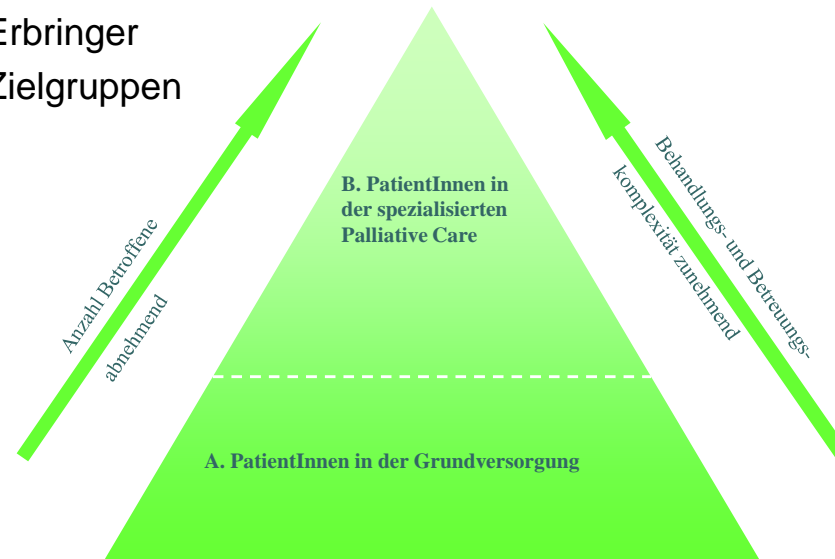 Erbringer
Zielgruppen
B. PatientInnen in
der spezialisierten
Palliative Care
Anzahl Betroffene
abnehmend
Behandlungs- und Betreuungs-
komplexität zunehmend
A. PatientInnen in der Grundversorgung